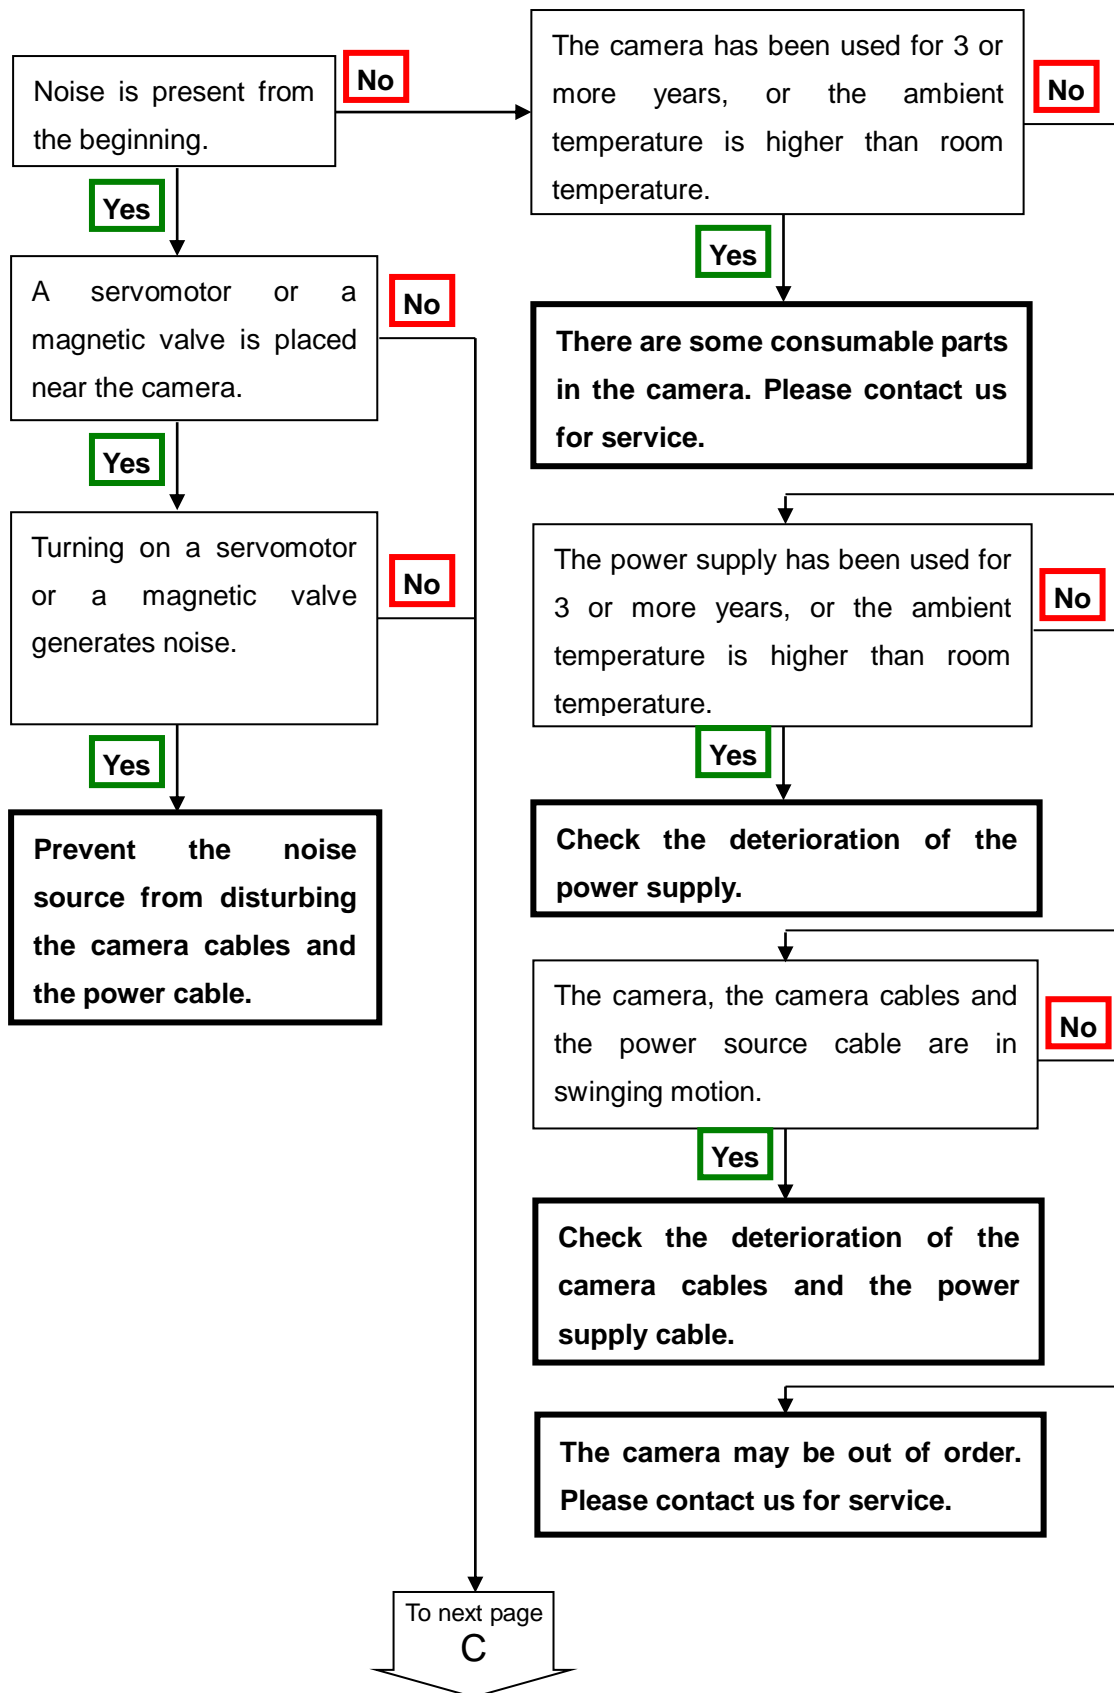 Noise is present from
the beginning.
No
Yes
A servomotor or a
magnetic valve is placed
near the camera.
No
Yes
Turning on a servomotor
or a magnetic valve
generates noise.
No
Yes
Prevent the noise
source from disturbing
the camera cables and
the power cable.
The camera has been used for 3 or
more years, or the ambient
temperature is higher than room
temperature.
No
Yes
There are some consumable parts
in the camera. Please contact us
for service.
The power supply has been used for
3 or more years, or the ambient
temperature is higher than room
temperature.
No
Yes
Check the deterioration of the
power supply.
The camera, the camera cables and
the power source cable are in
swinging motion.
No
Yes
Check the deterioration of the
camera cables and the power
supply cable.
The camera may be out of order.
Please contact us for service.
To next page
C